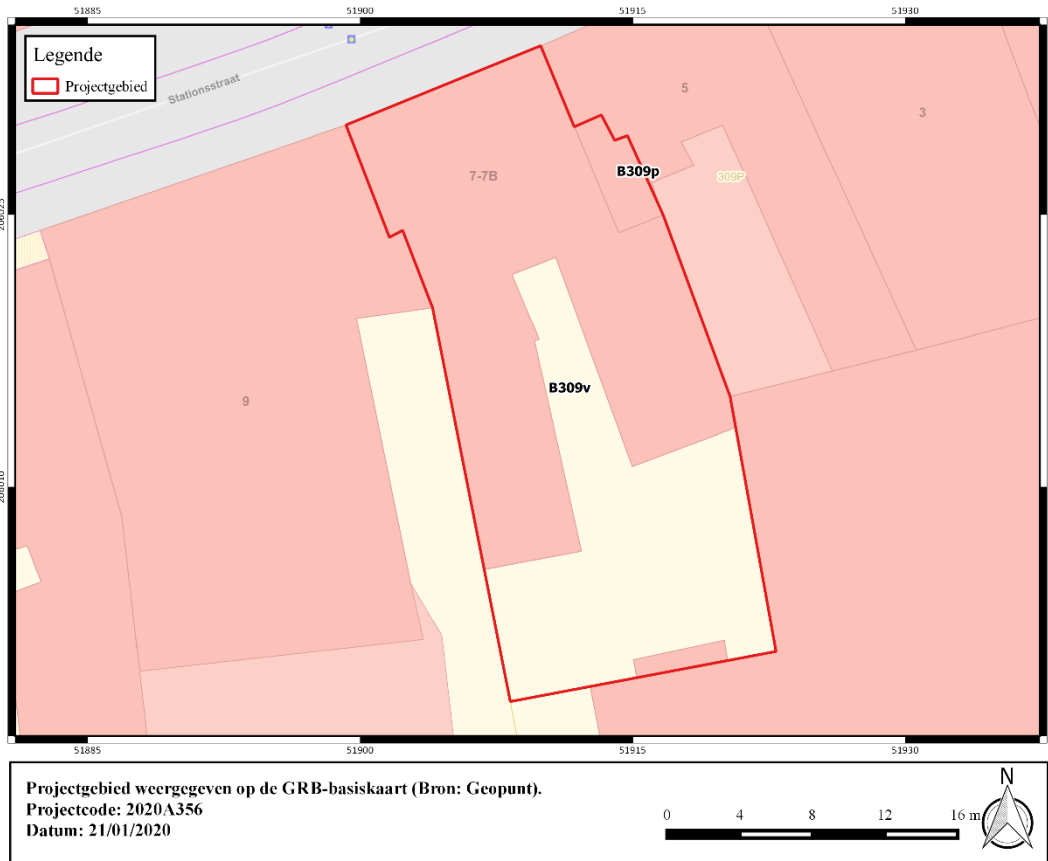 51885 51900 51915 51930
Legende
Projectgebied
Stationsstraat
5
3
7-7B
B309p
309P
206025
B309v
9
206010
51885 51900 51915 51930
Projectgebied weergegeven op de GRB-basiskaart (Bron: Geopunt).
Projectcode: 2020A356
Datum: 21/01/2020
0 4 8 12 16 m
N